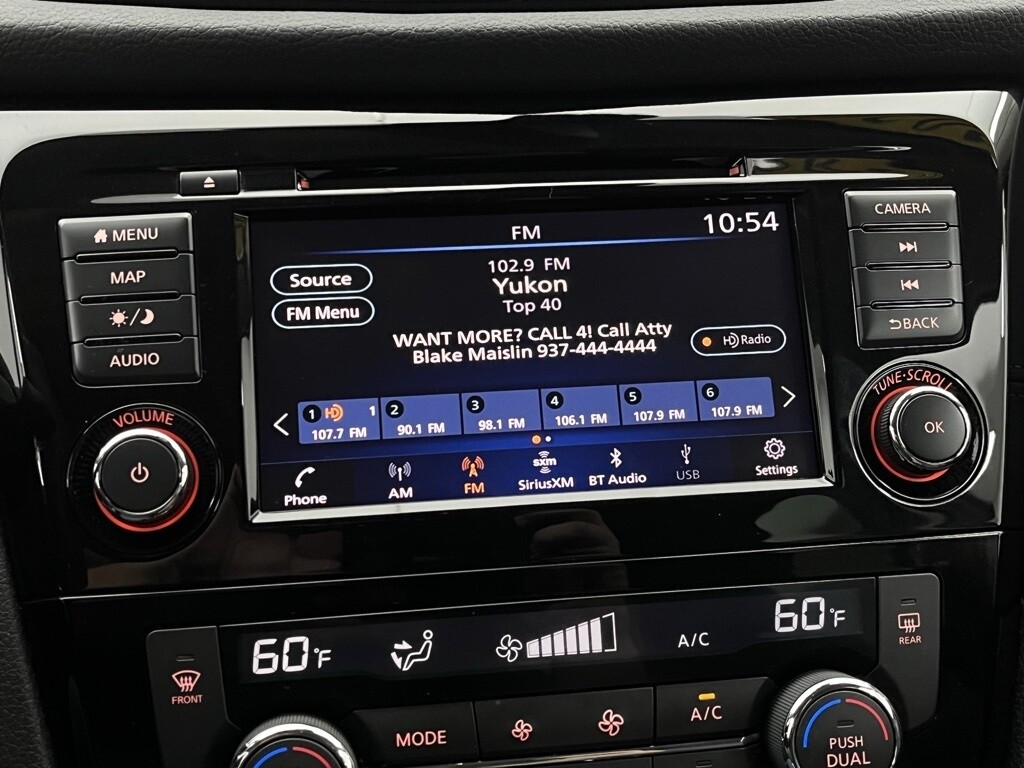 MENU
MAP
AUDIO
VOLUME
FM
10:54
Source
FM Menu
102.9 FM
Yukon
Top 40
WANT MORE? CALL 4! Call Atty
Blake Maislin 937-444-4444
HD Radio
1 HD 1
107.7 FM
2
90.1 FM
3
98.1 FM
4
106.1 FM
5
107.9 FM
6
107.9 FM
Phone
AM
FM
sxm
SiriusXM
BT Audio
USB
Settings
CAMERA
BACK
TUNE·SCROLL
OK
FRONT
60°F
A/C
60°F
REAR
MODE
A/C
PUSH
DUAL